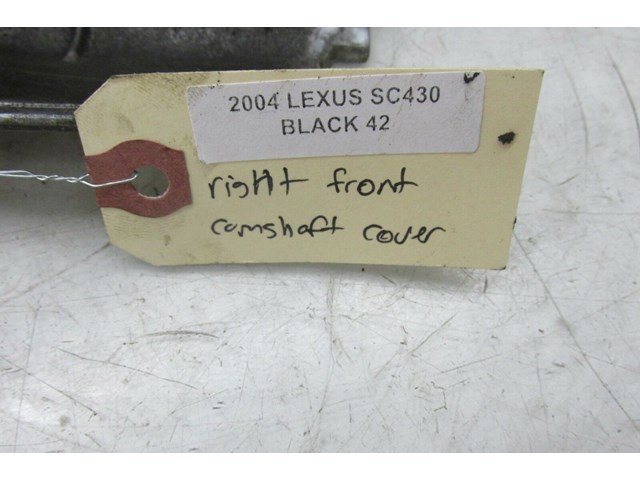 2004 LEXUS SC430
BLACK 42
right front
camshaft cover